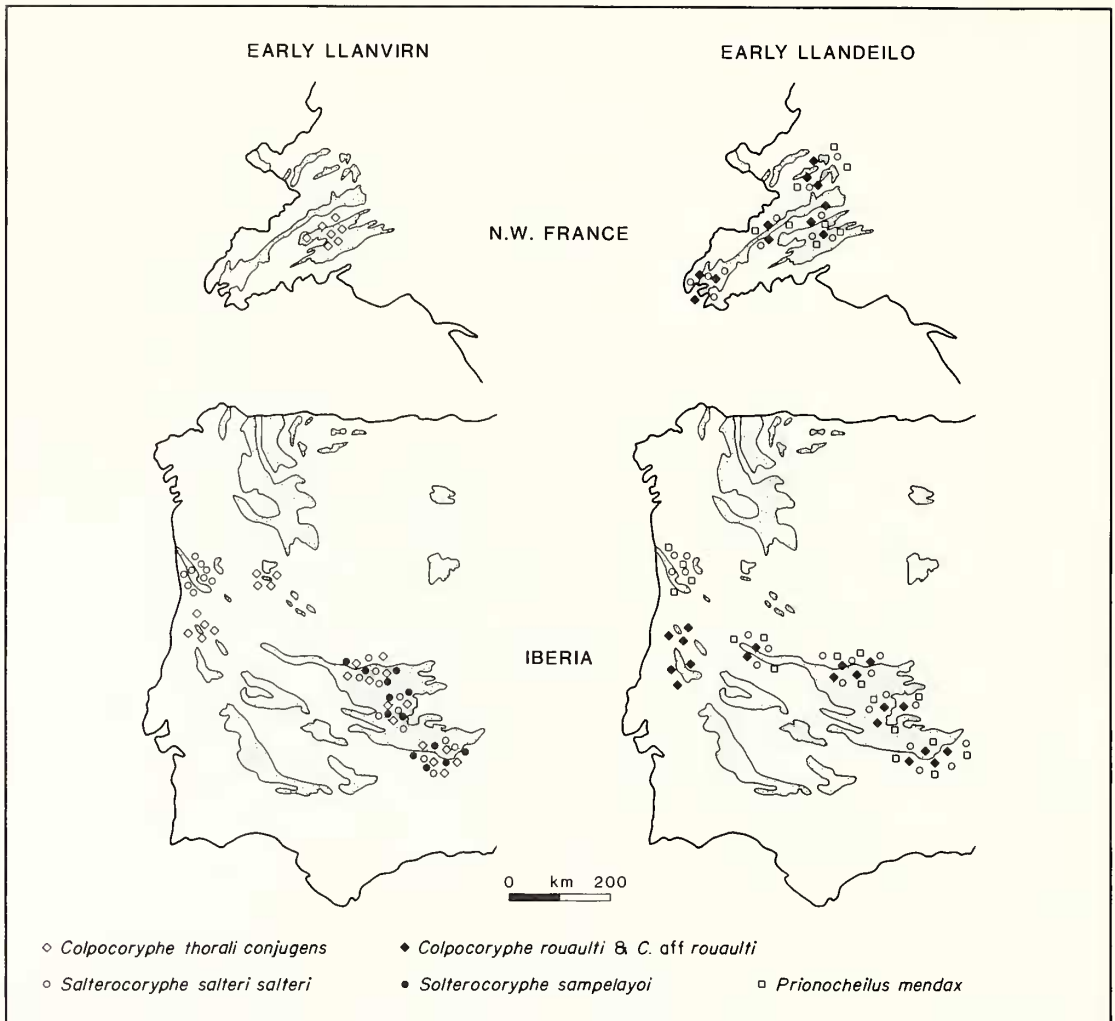 EARLY LLANVIRN
EARLY LLANDEILO
N.W. FRANCE
IBERIA
0 km 200
Colpocoryphe thorali conjugens
Colpocoryphe rouaulti & C. aff rouaulti
Salterocoryphe salteri salteri
Solterocoryphe sampelayoi
Prionocheilus mendax